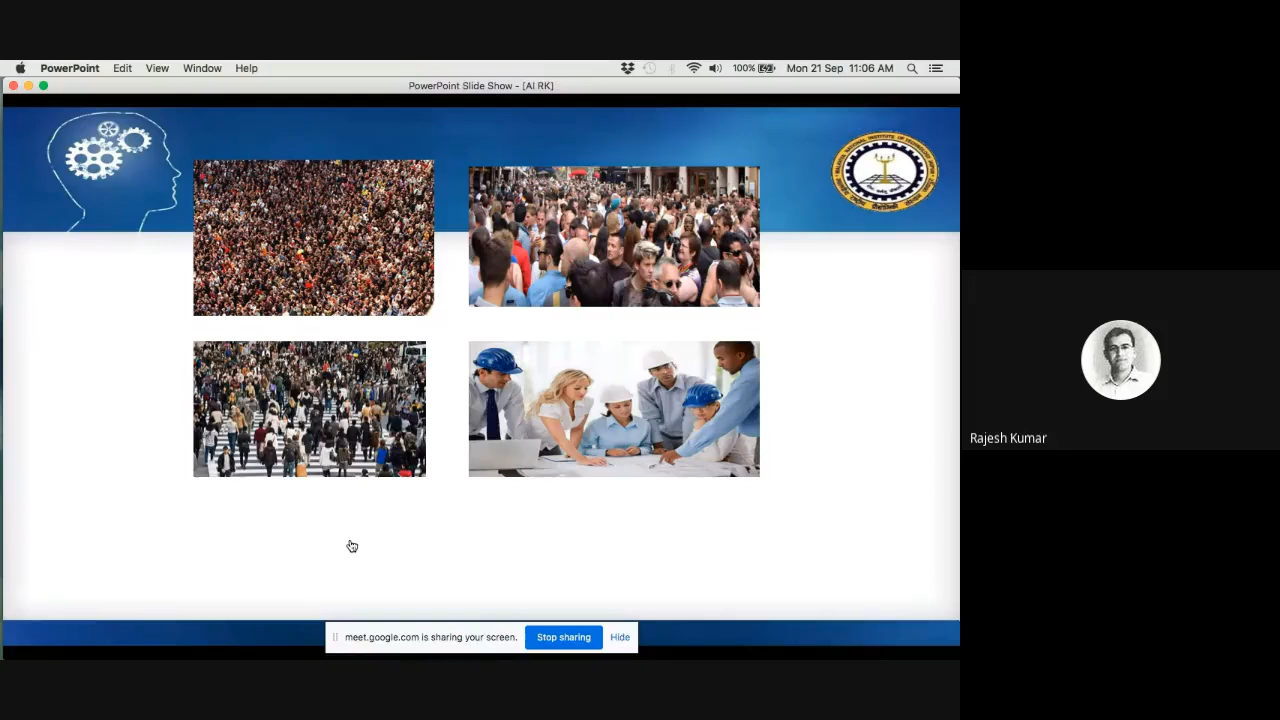 PowerPoint Edit View Window Help 100% Mon 21 Sep 11:06 AM
PowerPoint Slide Show - [AI RK]
Rajesh Kumar
meet.google.com is sharing your screen. Stop sharing Hide